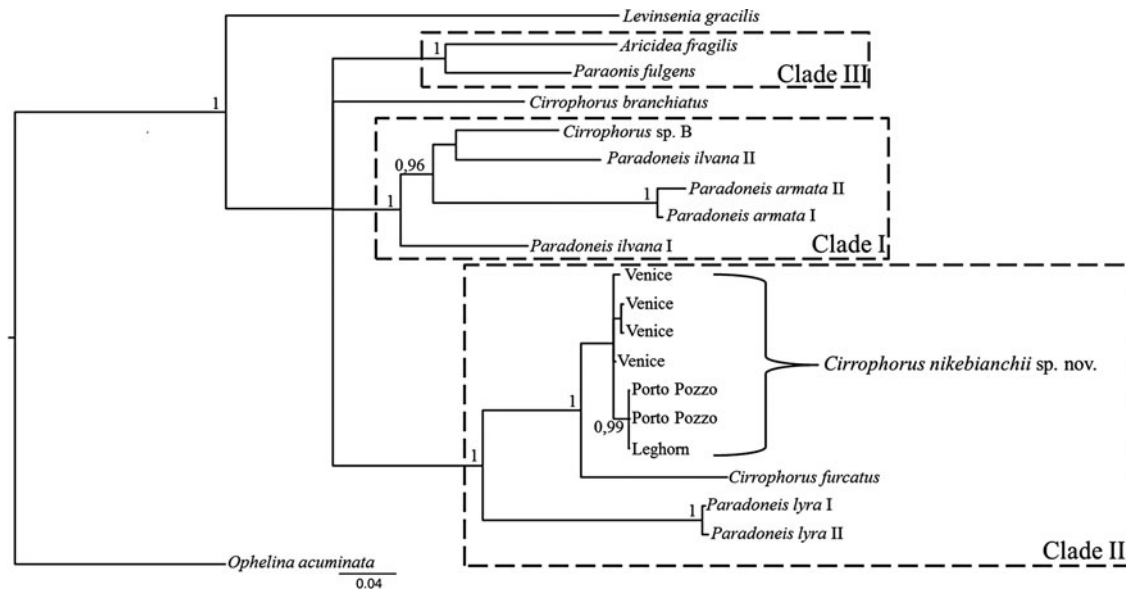 Levinsenia gracilis
1
Aricidea fragilis
Paraonis fulgens
Clade III
1
Cirrophorus branchiatus
Cirrophorus sp. B
0,96
Paradoneis ilvana II
Paradoneis armata II
1
Paradoneis armata I
1
Paradoneis ilvana I
Clade I
Venice
Venice
Venice
Venice
Cirrophorus nikebianchii sp. nov.
Porto Pozzo
1
Porto Pozzo
0,99
Leghorn
1
Cirrophorus furcatus
Paradoneis lyra I
1
Paradoneis lyra II
Clade II
Ophelina acuminata
0.04